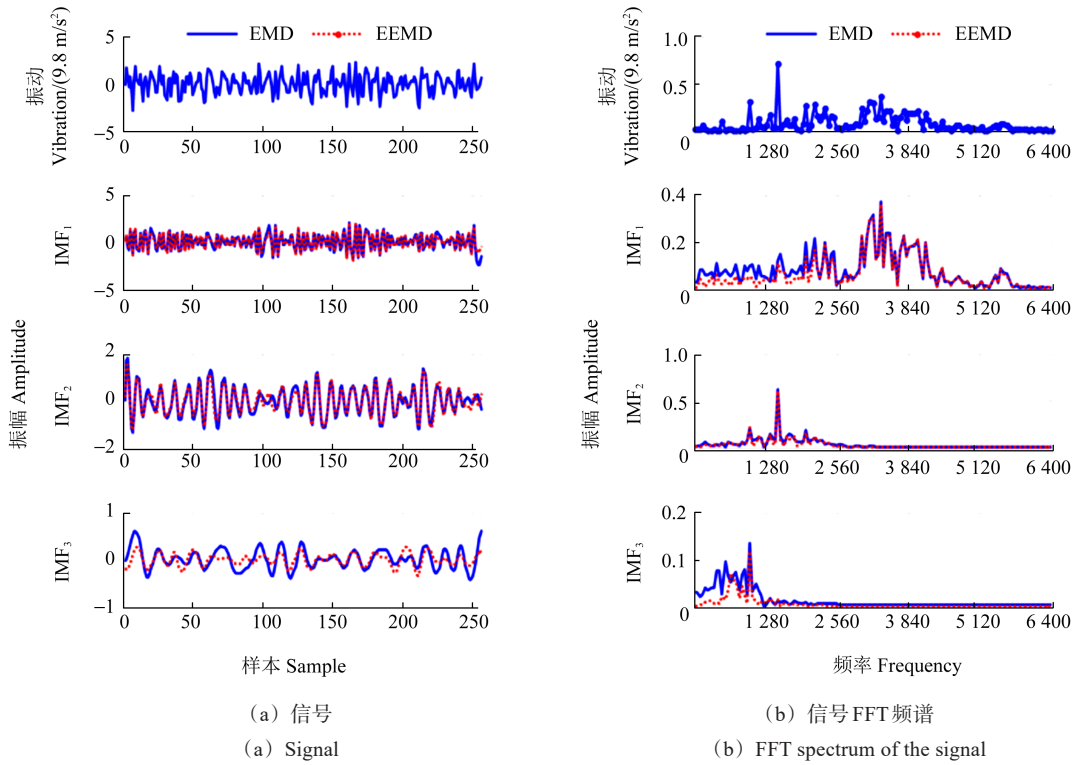 EMD EEMD
振动
Vibration/(9.8 m/s²)
5
0
−5
0 50 100 150 200 250
IMF₁
5
0
−5
0 50 100 150 200 250
振幅 Amplitude
IMF₂
2
0
−2
0 50 100 150 200 250
IMF₃
1
0
−1
0 50 100 150 200 250
样本 Sample
(a) 信号
(a) Signal
EMD EEMD
振动
Vibration/(9.8 m/s²)
1.0
0.5
0
1 280 2 560 3 840 5 120 6 400
IMF₁
0.4
0.2
0
1 280 2 560 3 840 5 120 6 400
振幅 Amplitude
IMF₂
1.0
0.5
0
1 280 2 560 3 840 5 120 6 400
IMF₃
0.2
0.1
0
1 280 2 560 3 840 5 120 6 400
频率 Frequency
(b) 信号FFT频谱
(b) FFT spectrum of the signal